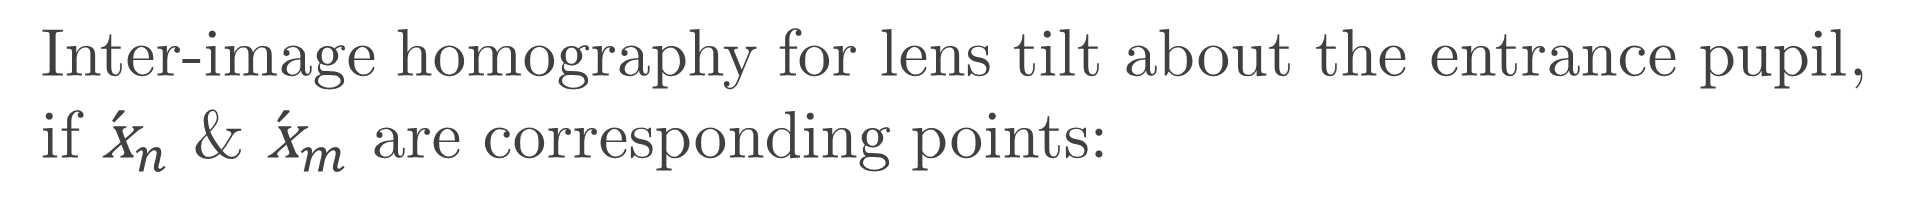 Inter-image homography for lens tilt about the entrance pupil,
if x́ₙ & x́ₘ are corresponding points: